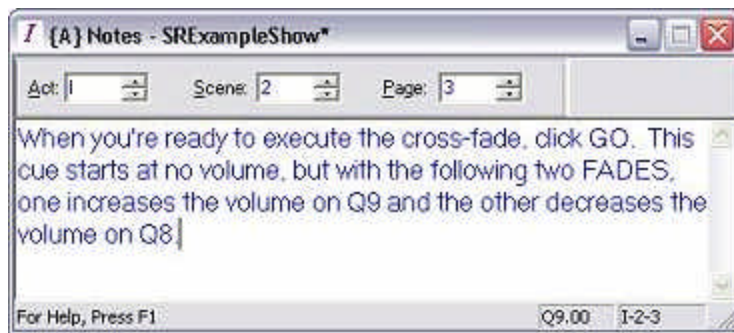 I {A} Notes - SRExampleShow*
Act: I Scene: 2 Page: 3
When you're ready to execute the cross-fade, click GO. This
cue starts at no volume, but with the following two FADES,
one increases the volume on Q9 and the other decreases the
volume on Q8.
For Help, Press F1 Q9.00 I-2-3